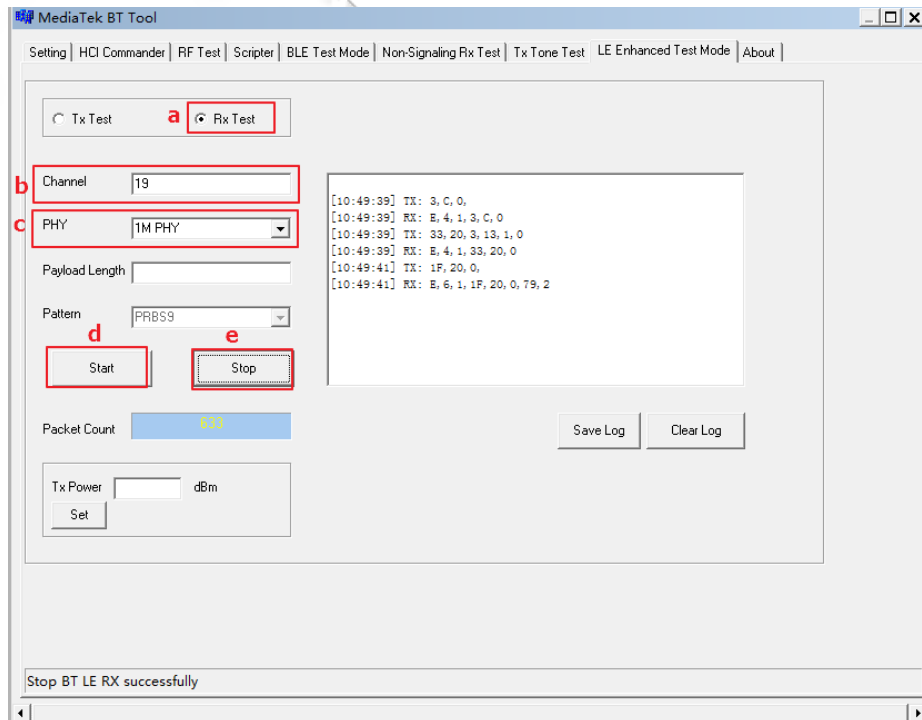 MediaTek BT Tool
Setting HCI Commander RF Test Scripter BLE Test Mode Non-Signaling Rx Test Tx Tone Test LE Enhanced Test Mode About
Tx Test a Rx Test
b Channel 19
c PHY 1M PHY
Payload Length
Pattern PRBS9
d e
Start Stop
Packet Count 633
Tx Power dBm
Set
[10:49:39] TX: 3, C, 0,
[10:49:39] RX: E, 4, 1, 3, C, 0
[10:49:39] TX: 33, 20, 3, 13, 1, 0
[10:49:39] RX: E, 4, 1, 33, 20, 0
[10:49:41] TX: 1F, 20, 0,
[10:49:41] RX: E, 6, 1, 1F, 20, 0, 79, 2
Save Log Clear Log
Stop BT LE RX successfully